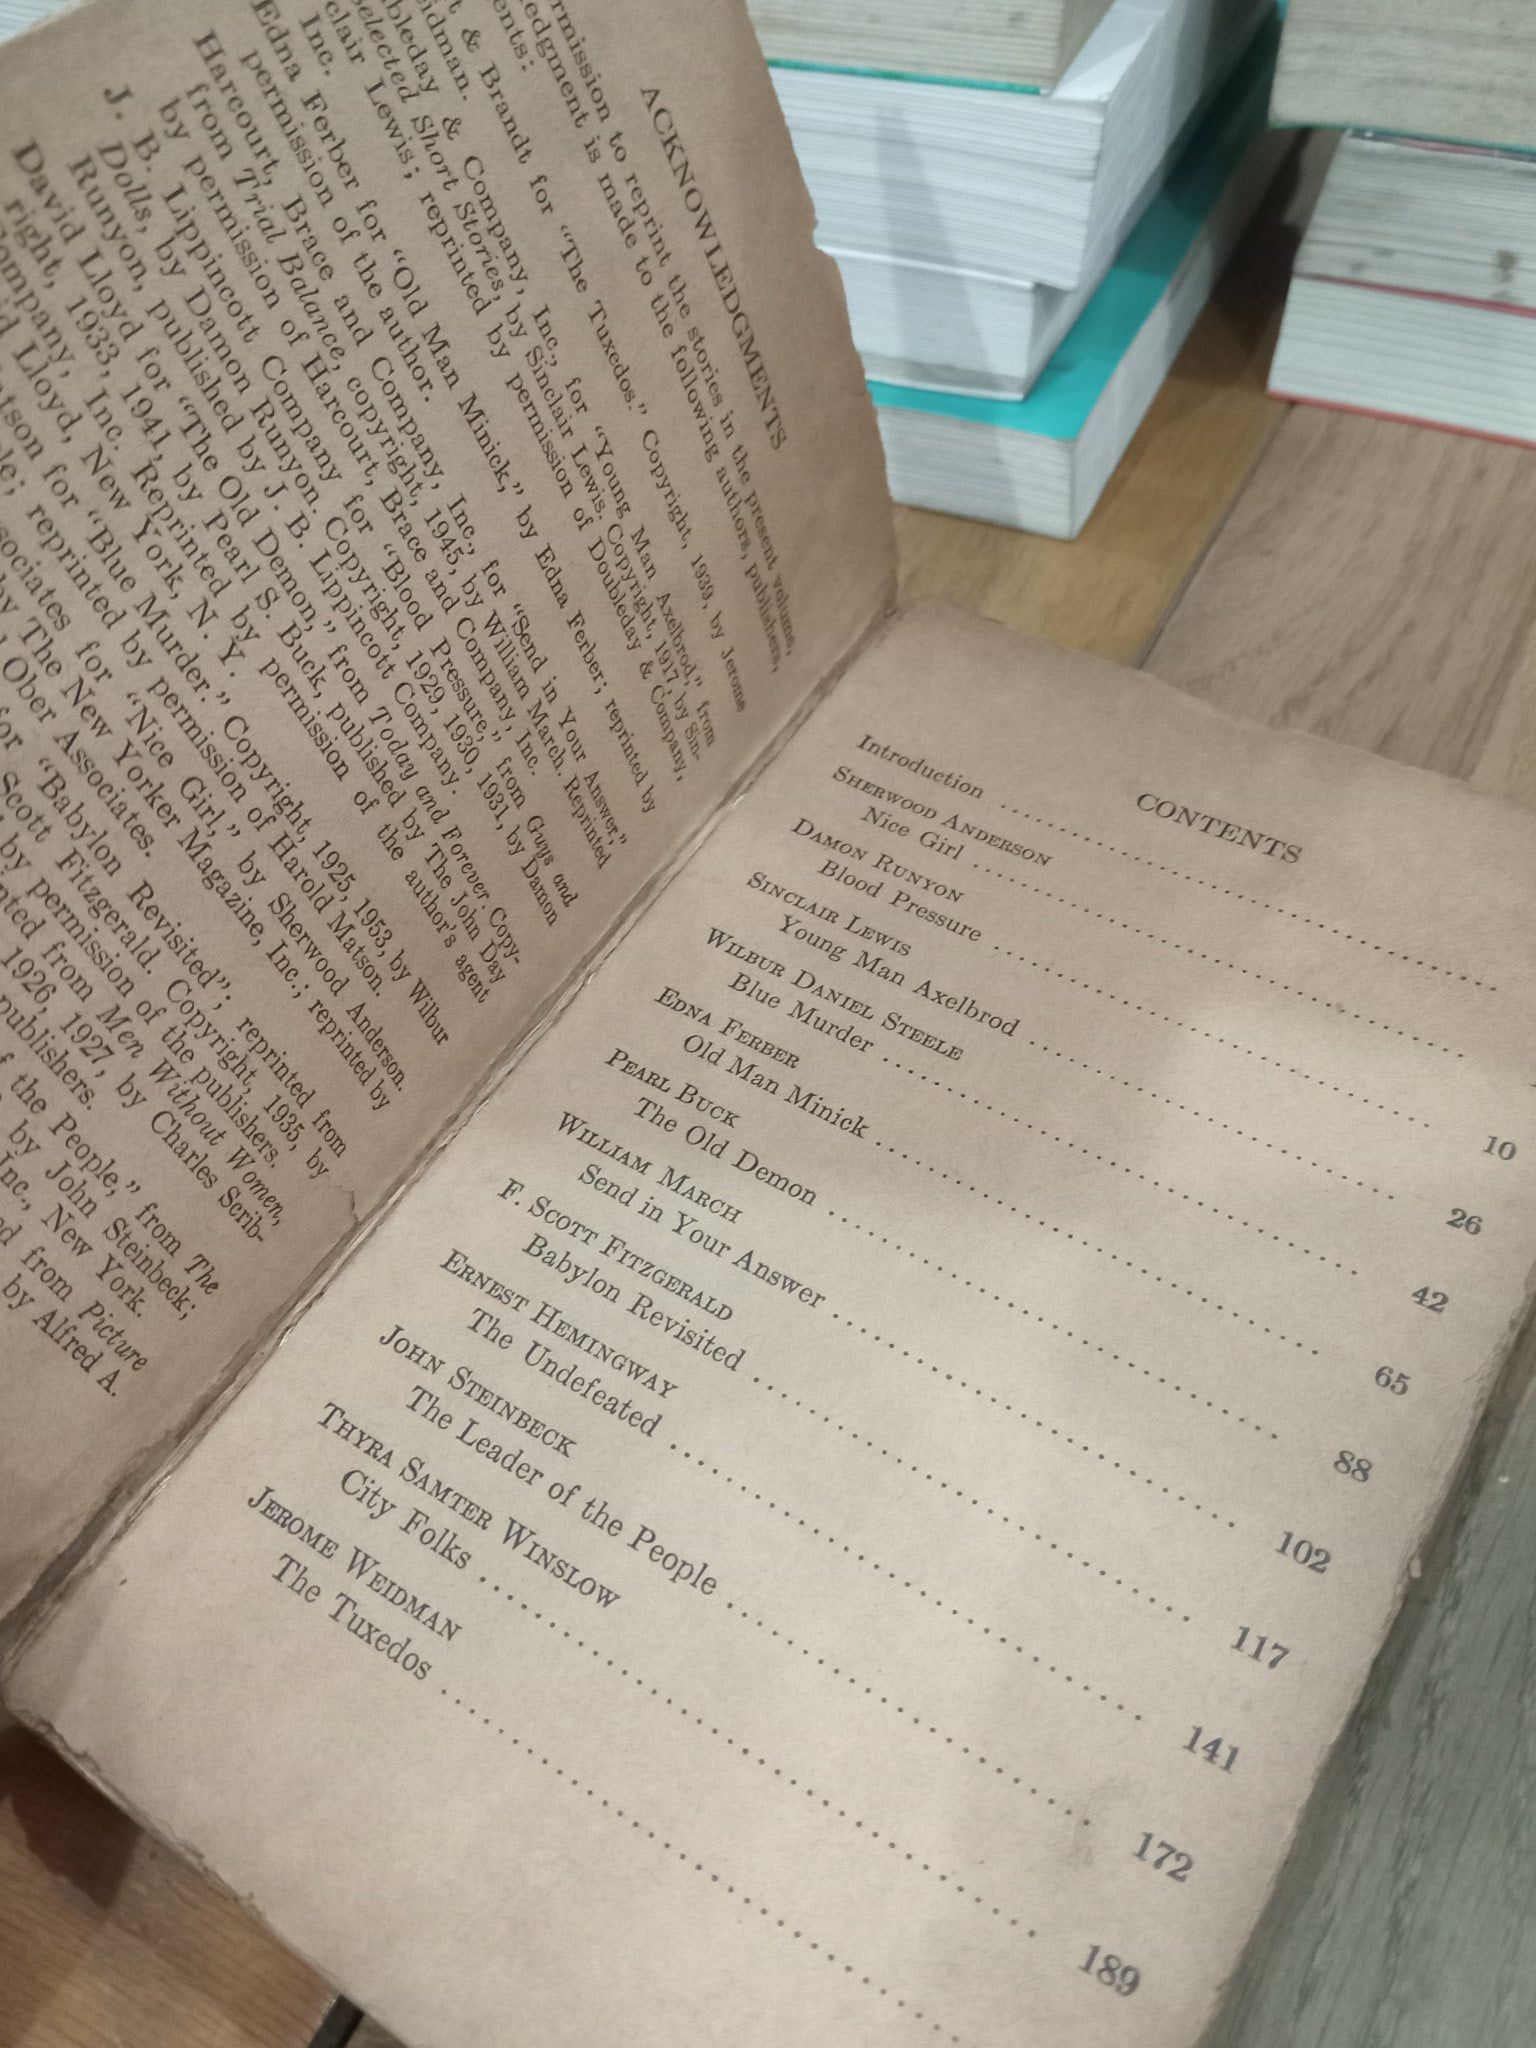 ACKNOWLEDGMENTS
rmission to reprint the stories in the present volume,
edgment is made to the following authors, publishers,
ents:
t & Brandt for "The Tuxedos." Copyright, 1939, by Jerome
idman.
bleday & Company, Inc., for "Young Man Axelbrod," from
Selected Short Stories, by Sinclair Lewis. Copyright, 1917, by Sin-
clair Lewis; reprinted by permission of Doubleday & Company,
Inc.
Edna Ferber for "Old Man Minick," by Edna Ferber; reprinted by
permission of the author.
Harcourt, Brace and Company, Inc., for "Send in Your Answer,"
from Trial Balance, copyright, 1945, by William March. Reprinted
by permission of Harcourt, Brace and Company, Inc.
J. B. Lippincott Company for "Blood Pressure," from Guys and
Dolls, by Damon Runyon. Copyright, 1929, 1930, 1931, by Damon
Runyon, published by J. B. Lippincott Company.
David Lloyd for "The Old Demon," from Today and Forever. Copy-
right, 1933, 1941, by Pearl S. Buck, published by The John Day
Company, Inc. Reprinted by permission of the author's agent
id Lloyd, New York, N. Y.
atson for "Blue Murder." Copyright, 1925, 1953, by Wilbur
le; reprinted by permission of Harold Matson.
sociates for "Nice Girl," by Sherwood Anderson.
by The New Yorker Magazine, Inc.; reprinted by
d Ober Associates.
for "Babylon Revisited"; reprinted from
Scott Fitzgerald. Copyright, 1935, by
by permission of the publishers.
nted from Men Without Women,
1926, 1927, by Charles Scrib-
publishers.
f the People," from The
by John Steinbeck;
Inc., New York.
ed from Picture
by Alfred A.
CONTENTS
Introduction
SHERWOOD ANDERSON
Nice Girl
DAMON RUNYON
Blood Pressure 10
SINCLAIR LEWIS
Young Man Axelbrod 26
WILBUR DANIEL STEELE
Blue Murder 42
EDNA FERBER
Old Man Minick 65
PEARL BUCK
The Old Demon 88
WILLIAM MARCH
Send in Your Answer 102
F. SCOTT FITZGERALD
Babylon Revisited 117
ERNEST HEMINGWAY
The Undefeated 141
JOHN STEINBECK
The Leader of the People 172
THYRA SAMTER WINSLOW
City Folks 189
JEROME WEIDMAN
The Tuxedos